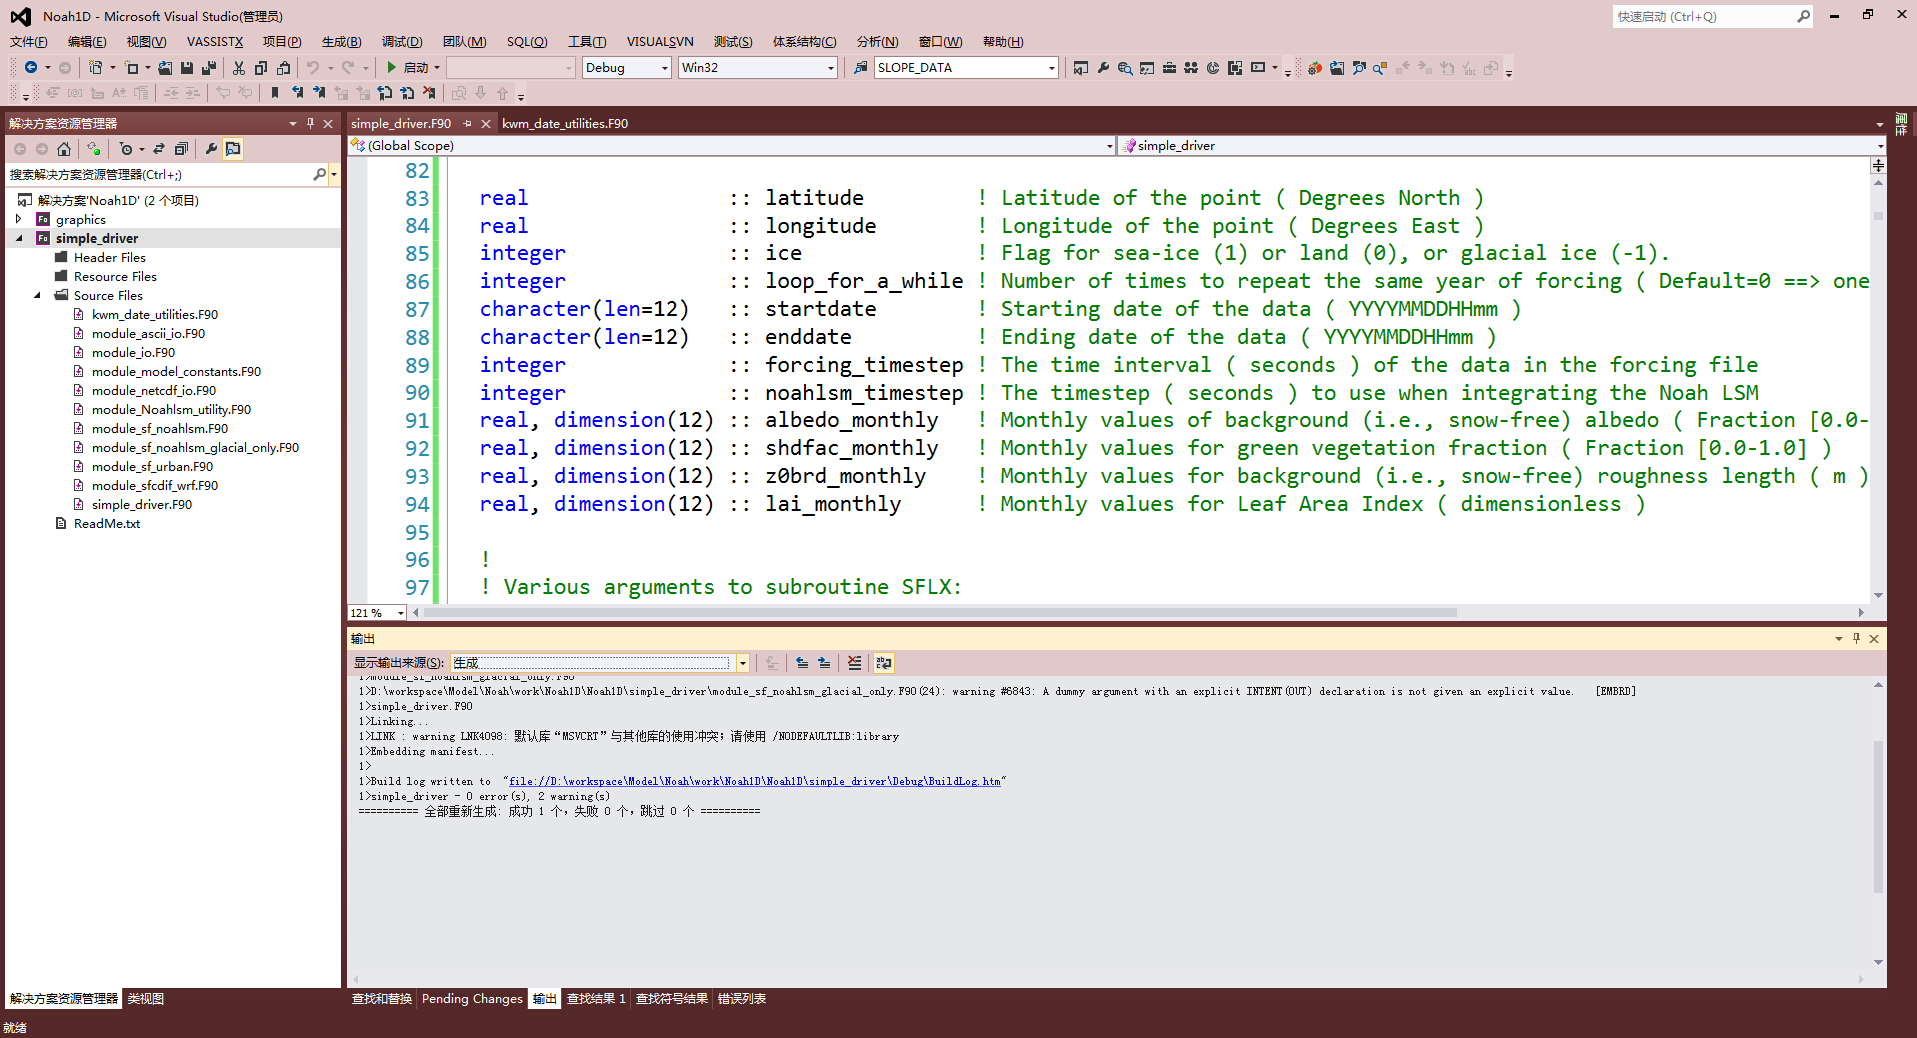 Noah1D - Microsoft Visual Studio(管理员)
快速启动 (Ctrl+Q)
文件(F) 编辑(E) 视图(V) VASSISTX 项目(P) 生成(B) 调试(D) 团队(M) SQL(Q) 工具(T) VISUALSVN 测试(S) 体系结构(C) 分析(N) 窗口(W) 帮助(H)
启动 Debug Win32 SLOPE_DATA
解决方案资源管理器
搜索解决方案资源管理器(Ctrl+;)
解决方案'Noah1D' (2 个项目)
graphics
simple_driver
Header Files
Resource Files
Source Files
kwm_date_utilities.F90
module_ascii_io.F90
module_io.F90
module_model_constants.F90
module_netcdf_io.F90
module_Noahlsm_utility.F90
module_sf_noahlsm.F90
module_sf_noahlsm_glacial_only.F90
module_sf_urban.F90
module_sfcdif_wrf.F90
simple_driver.F90
ReadMe.txt
解决方案资源管理器 类视图
simple_driver.F90 kwm_date_utilities.F90
属性
(Global Scope) simple_driver
82
83 real :: latitude ! Latitude of the point ( Degrees North )
84 real :: longitude ! Longitude of the point ( Degrees East )
85 integer :: ice ! Flag for sea-ice (1) or land (0), or glacial ice (-1).
86 integer :: loop_for_a_while ! Number of times to repeat the same year of forcing ( Default=0 ==> one
87 character(len=12) :: startdate ! Starting date of the data ( YYYYMMDDHHmm )
88 character(len=12) :: enddate ! Ending date of the data ( YYYYMMDDHHmm )
89 integer :: forcing_timestep ! The time interval ( seconds ) of the data in the forcing file
90 integer :: noahlsm_timestep ! The timestep ( seconds ) to use when integrating the Noah LSM
91 real, dimension(12) :: albedo_monthly ! Monthly values of background (i.e., snow-free) albedo ( Fraction [0.0-
92 real, dimension(12) :: shdfac_monthly ! Monthly values for green vegetation fraction ( Fraction [0.0-1.0] )
93 real, dimension(12) :: z0brd_monthly ! Monthly values for background (i.e., snow-free) roughness length ( m )
94 real, dimension(12) :: lai_monthly ! Monthly values for Leaf Area Index ( dimensionless )
95
96 !
97 ! Various arguments to subroutine SFLX:
121 %
输出
显示输出来源(S): 生成
1>module_sf_noahlsm_glacial_only.F90
1>D:\workspace\Model\Noah\work\Noah1D\Noah1D\simple_driver\module_sf_noahlsm_glacial_only.F90(24): warning #6843: A dummy argument with an explicit INTENT(OUT) declaration is not given an explicit value. [EMBRD]
1>simple_driver.F90
1>Linking...
1>LINK : warning LNK4098: 默认库“MSVCRT”与其他库的使用冲突；请使用 /NODEFAULTLIB:library
1>Embedding manifest...
1>
1>Build log written to "file://D:\workspace\Model\Noah\work\Noah1D\Noah1D\simple_driver\Debug\BuildLog.htm"
1>simple_driver - 0 error(s), 2 warning(s)
========== 全部重新生成: 成功 1 个，失败 0 个，跳过 0 个 ==========
查找和替换 Pending Changes 输出 查找结果 1 查找符号结果 错误列表
就绪